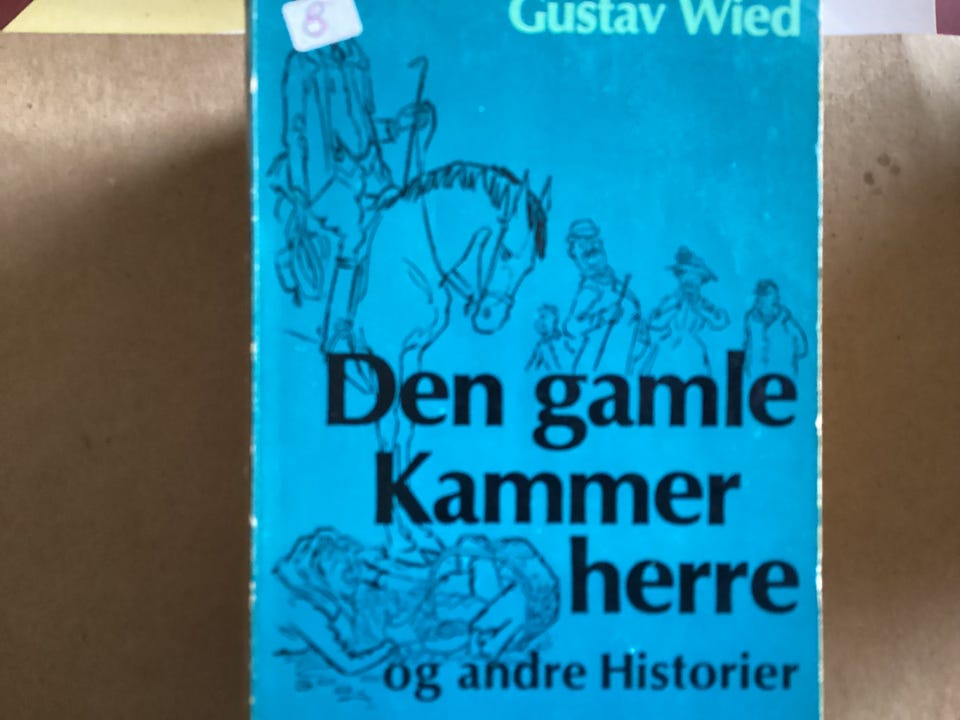 8
Gustav Wied
Den gamle
Kammer
herre
og andre Historier